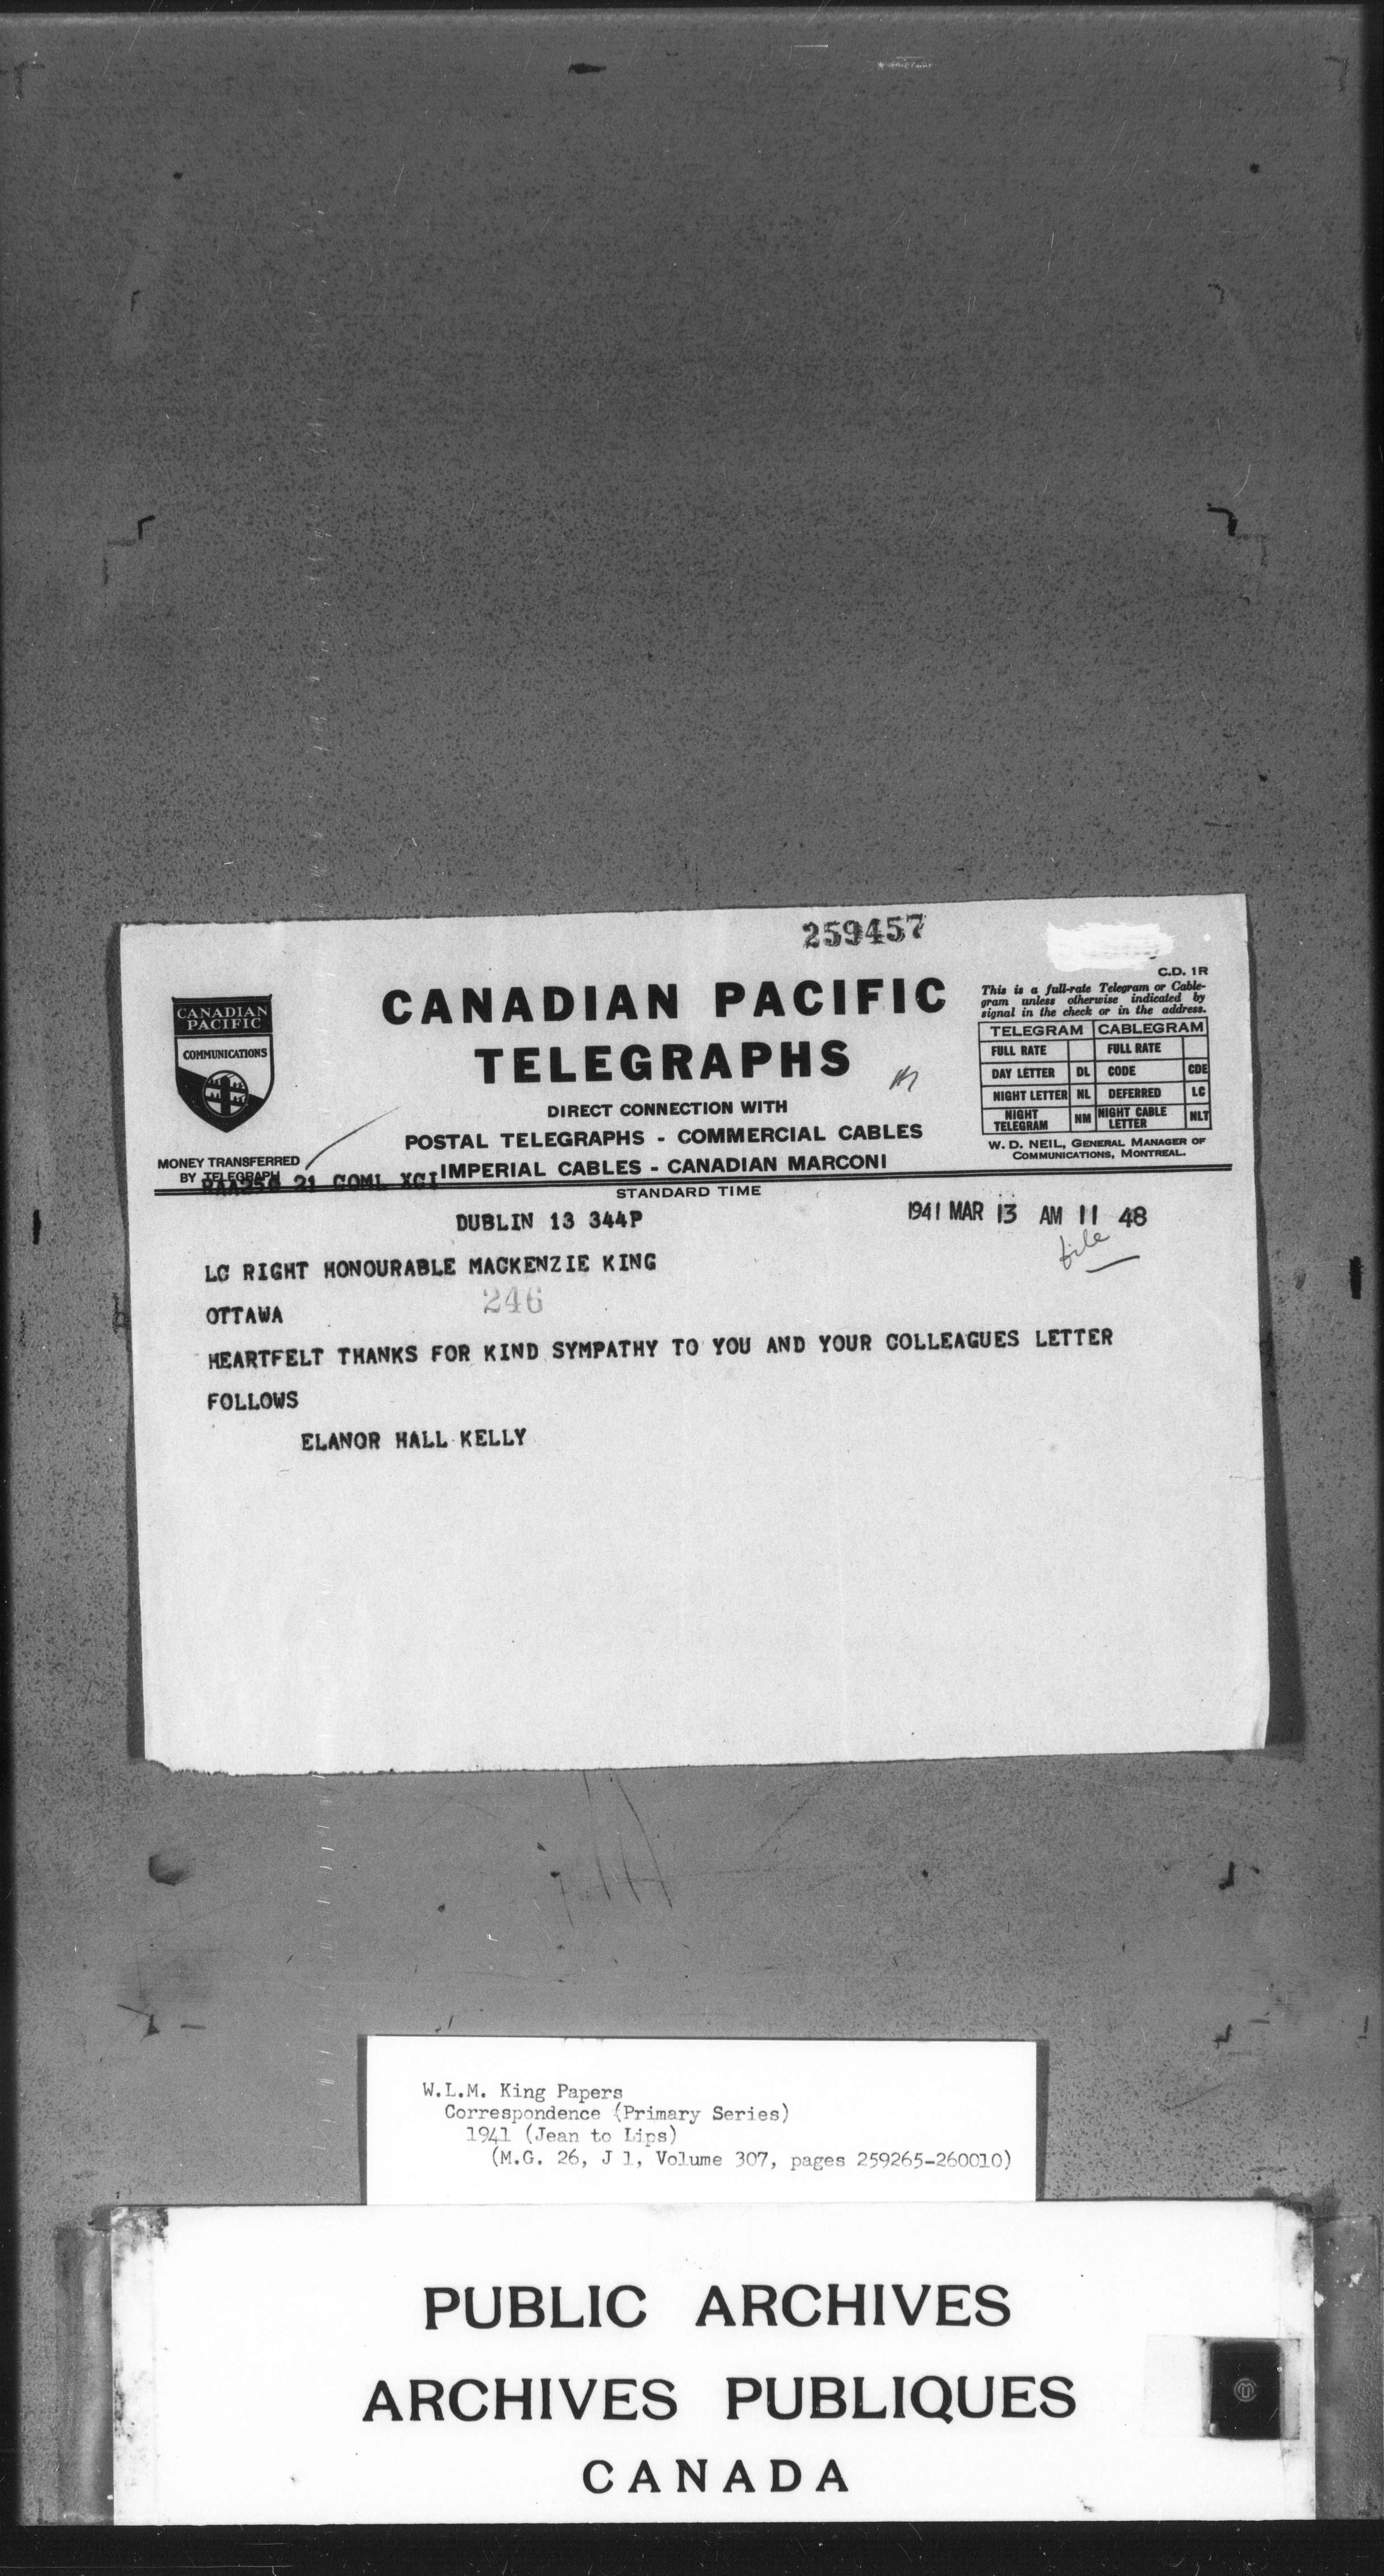 259457
C.D. 1R
CANADIAN PACIFIC
TELEGRAPHS
CANADIAN
PACIFIC
COMMUNICATIONS
MONEY TRANSFERRED
BY TELEGRAPH
DIRECT CONNECTION WITH
POSTAL TELEGRAPHS - COMMERCIAL CABLES
IMPERIAL CABLES - CANADIAN MARCONI
This is a full-rate Telegram or Cable-
gram unless otherwise indicated by
signal in the check or in the address.
TELEGRAM CABLEGRAM
FULL RATE FULL RATE
DAY LETTER DL CODE CDE
NIGHT LETTER NL DEFERRED LC
NIGHT TELEGRAM NM NIGHT CABLE LETTER NLT
W. D. NEIL, GENERAL MANAGER OF
COMMUNICATIONS, MONTREAL.
21 COML XCI
STANDARD TIME
DUBLIN 13 344P
1941 MAR 13 AM 11 48
file
LC RIGHT HONOURABLE MACKENZIE KING
OTTAWA
246
HEARTFELT THANKS FOR KIND SYMPATHY TO YOU AND YOUR COLLEAGUES LETTER
FOLLOWS
ELANOR HALL KELLY
W.L.M. King Papers
Correspondence (Primary Series)
1941 (Jean to Lips)
(M.G. 26, J 1, Volume 307, pages 259265-260010)
PUBLIC ARCHIVES
ARCHIVES PUBLIQUES
CANADA